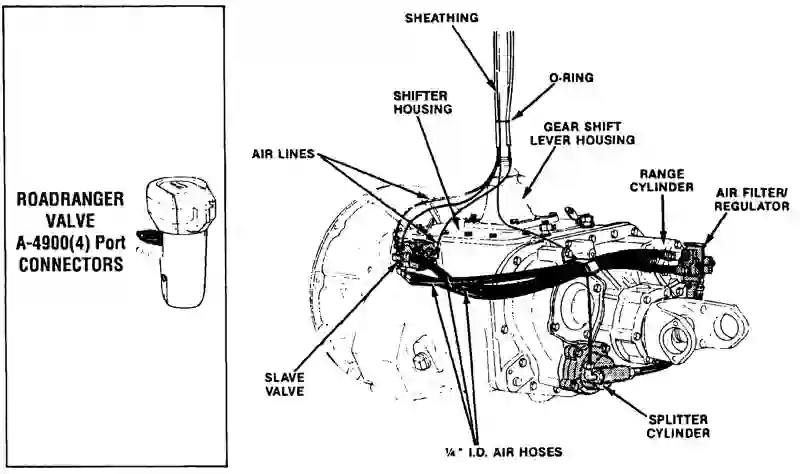 ROADRANGER
VALVE
A-4900(4) Port
CONNECTORS
SHEATHING
O-RING
SHIFTER
HOUSING
GEAR SHIFT
LEVER HOUSING
AIR LINES
RANGE
CYLINDER
AIR FILTER/
REGULATOR
SLAVE
VALVE
SPLITTER
CYLINDER
¼" I.D. AIR HOSES